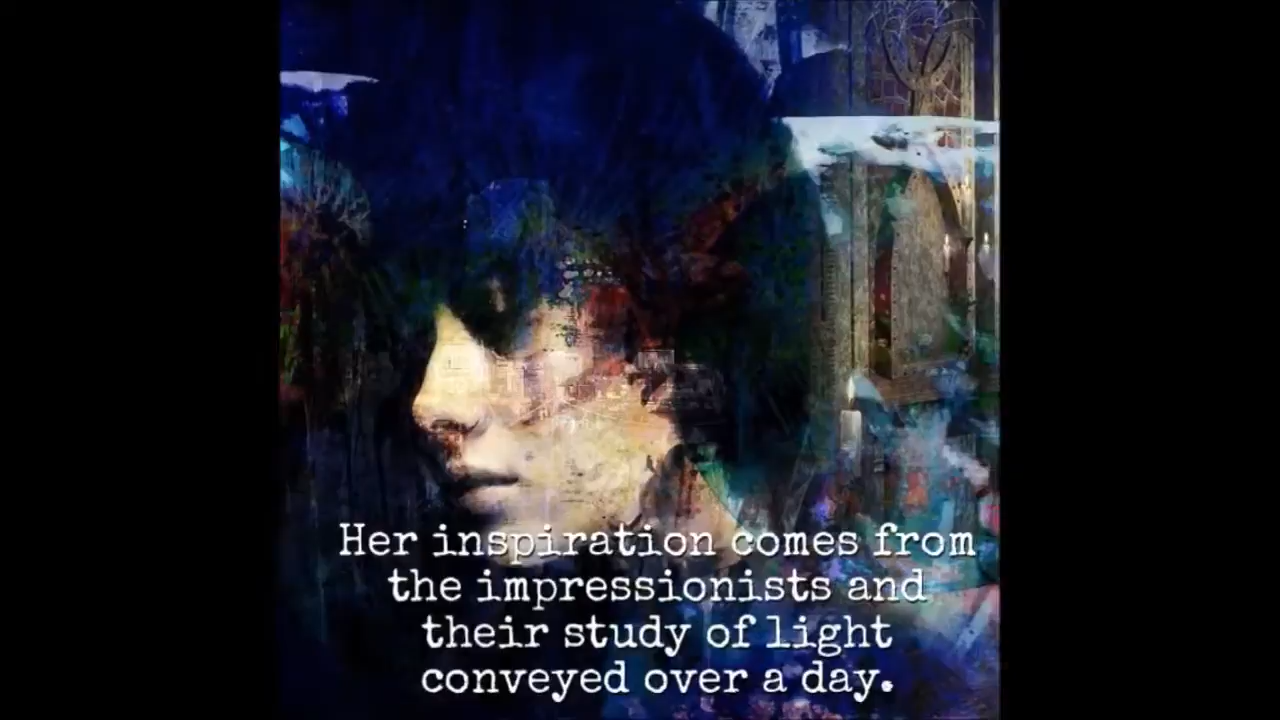 Her inspiration comes from
the impressionists and
their study of light
conveyed over a day.